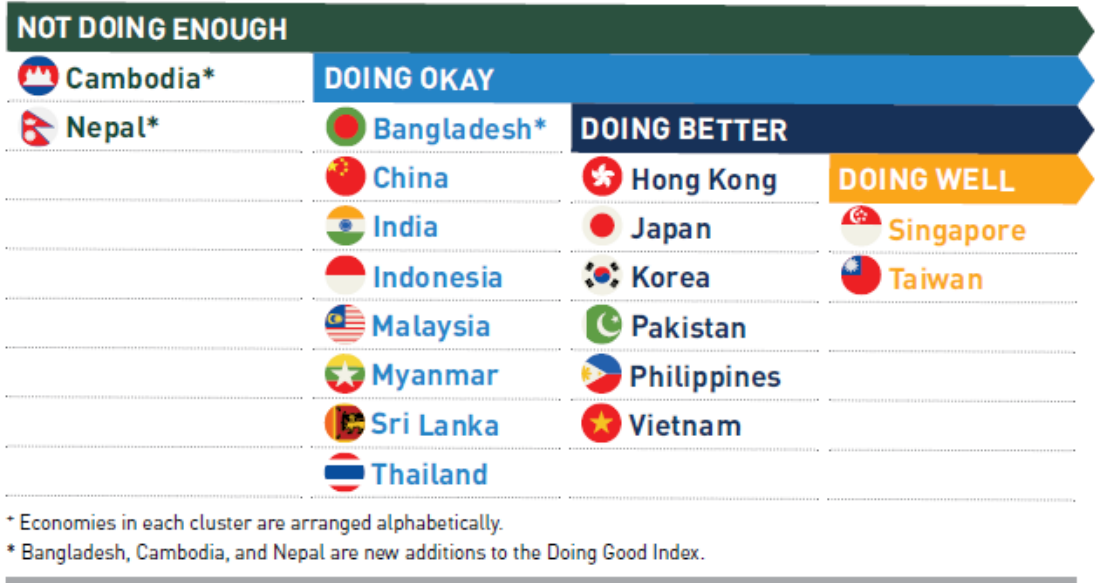 NOT DOING ENOUGH
Cambodia*
DOING OKAY
Nepal*
Bangladesh*
DOING BETTER
China
Hong Kong
DOING WELL
India
Japan
Singapore
Indonesia
Korea
Taiwan
Malaysia
Pakistan
Myanmar
Philippines
Sri Lanka
Vietnam
Thailand
+ Economies in each cluster are arranged alphabetically.
* Bangladesh, Cambodia, and Nepal are new additions to the Doing Good Index.